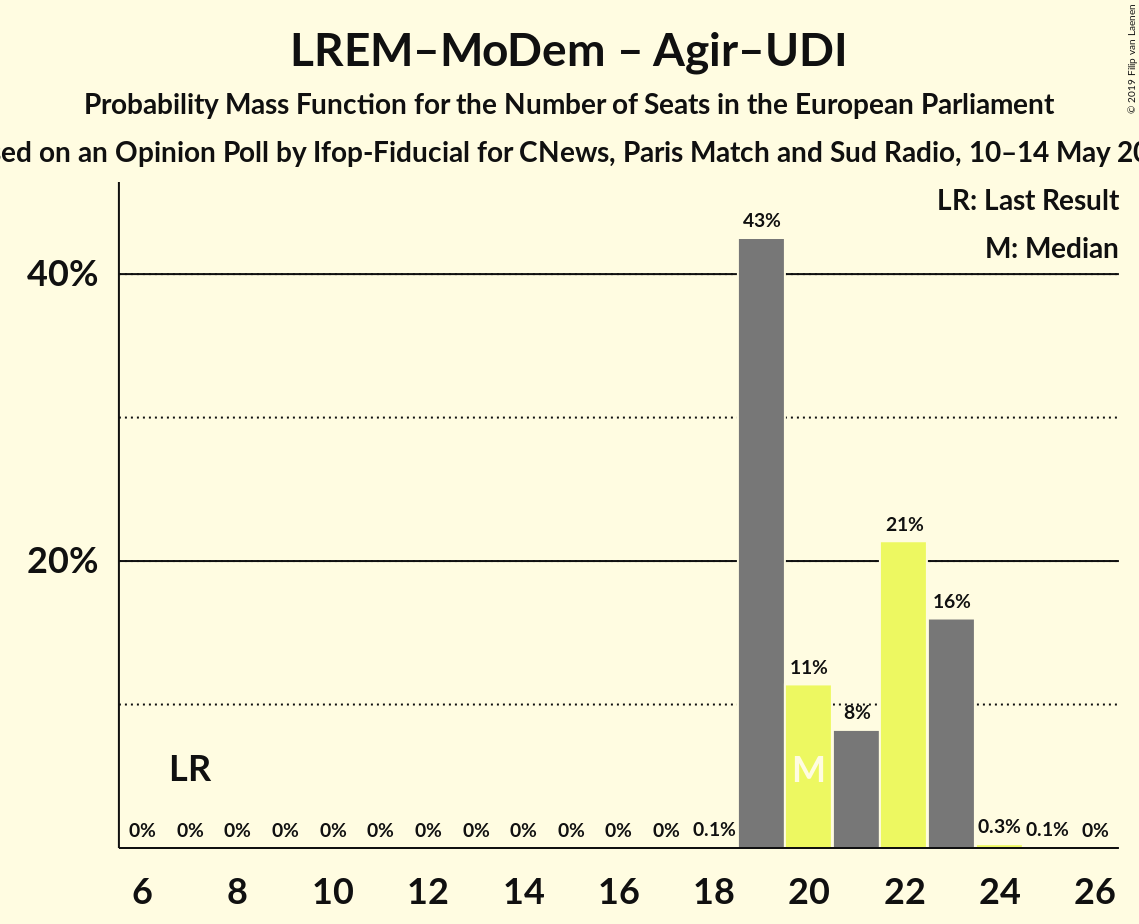 LREM–MoDem – Agir–UDI
Probability Mass Function for the Number of Seats in the European Parliament
sed on an Opinion Poll by Ifop-Fiducial for CNews, Paris Match and Sud Radio, 10–14 May 20
© 2019 Filip van Laenen
LR: Last Result
M: Median
43%
40%
21%
20%
16%
11%
8%
LR
M
0% 0% 0% 0% 0% 0% 0% 0% 0% 0% 0% 0% 0.1% 0.3% 0.1% 0%
6 8 10 12 14 16 18 20 22 24 26